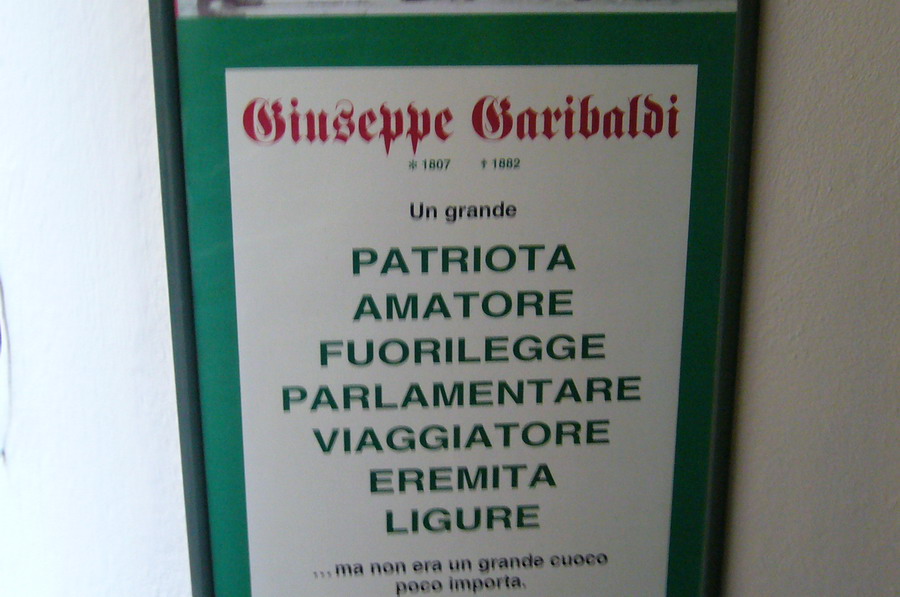 Giuseppe Garibaldi
* 1807 † 1882
Un grande
PATRIOTA
AMATORE
FUORILEGGE
PARLAMENTARE
VIAGGIATORE
EREMITA
LIGURE
...ma non era un grande cuoco
poco importa.